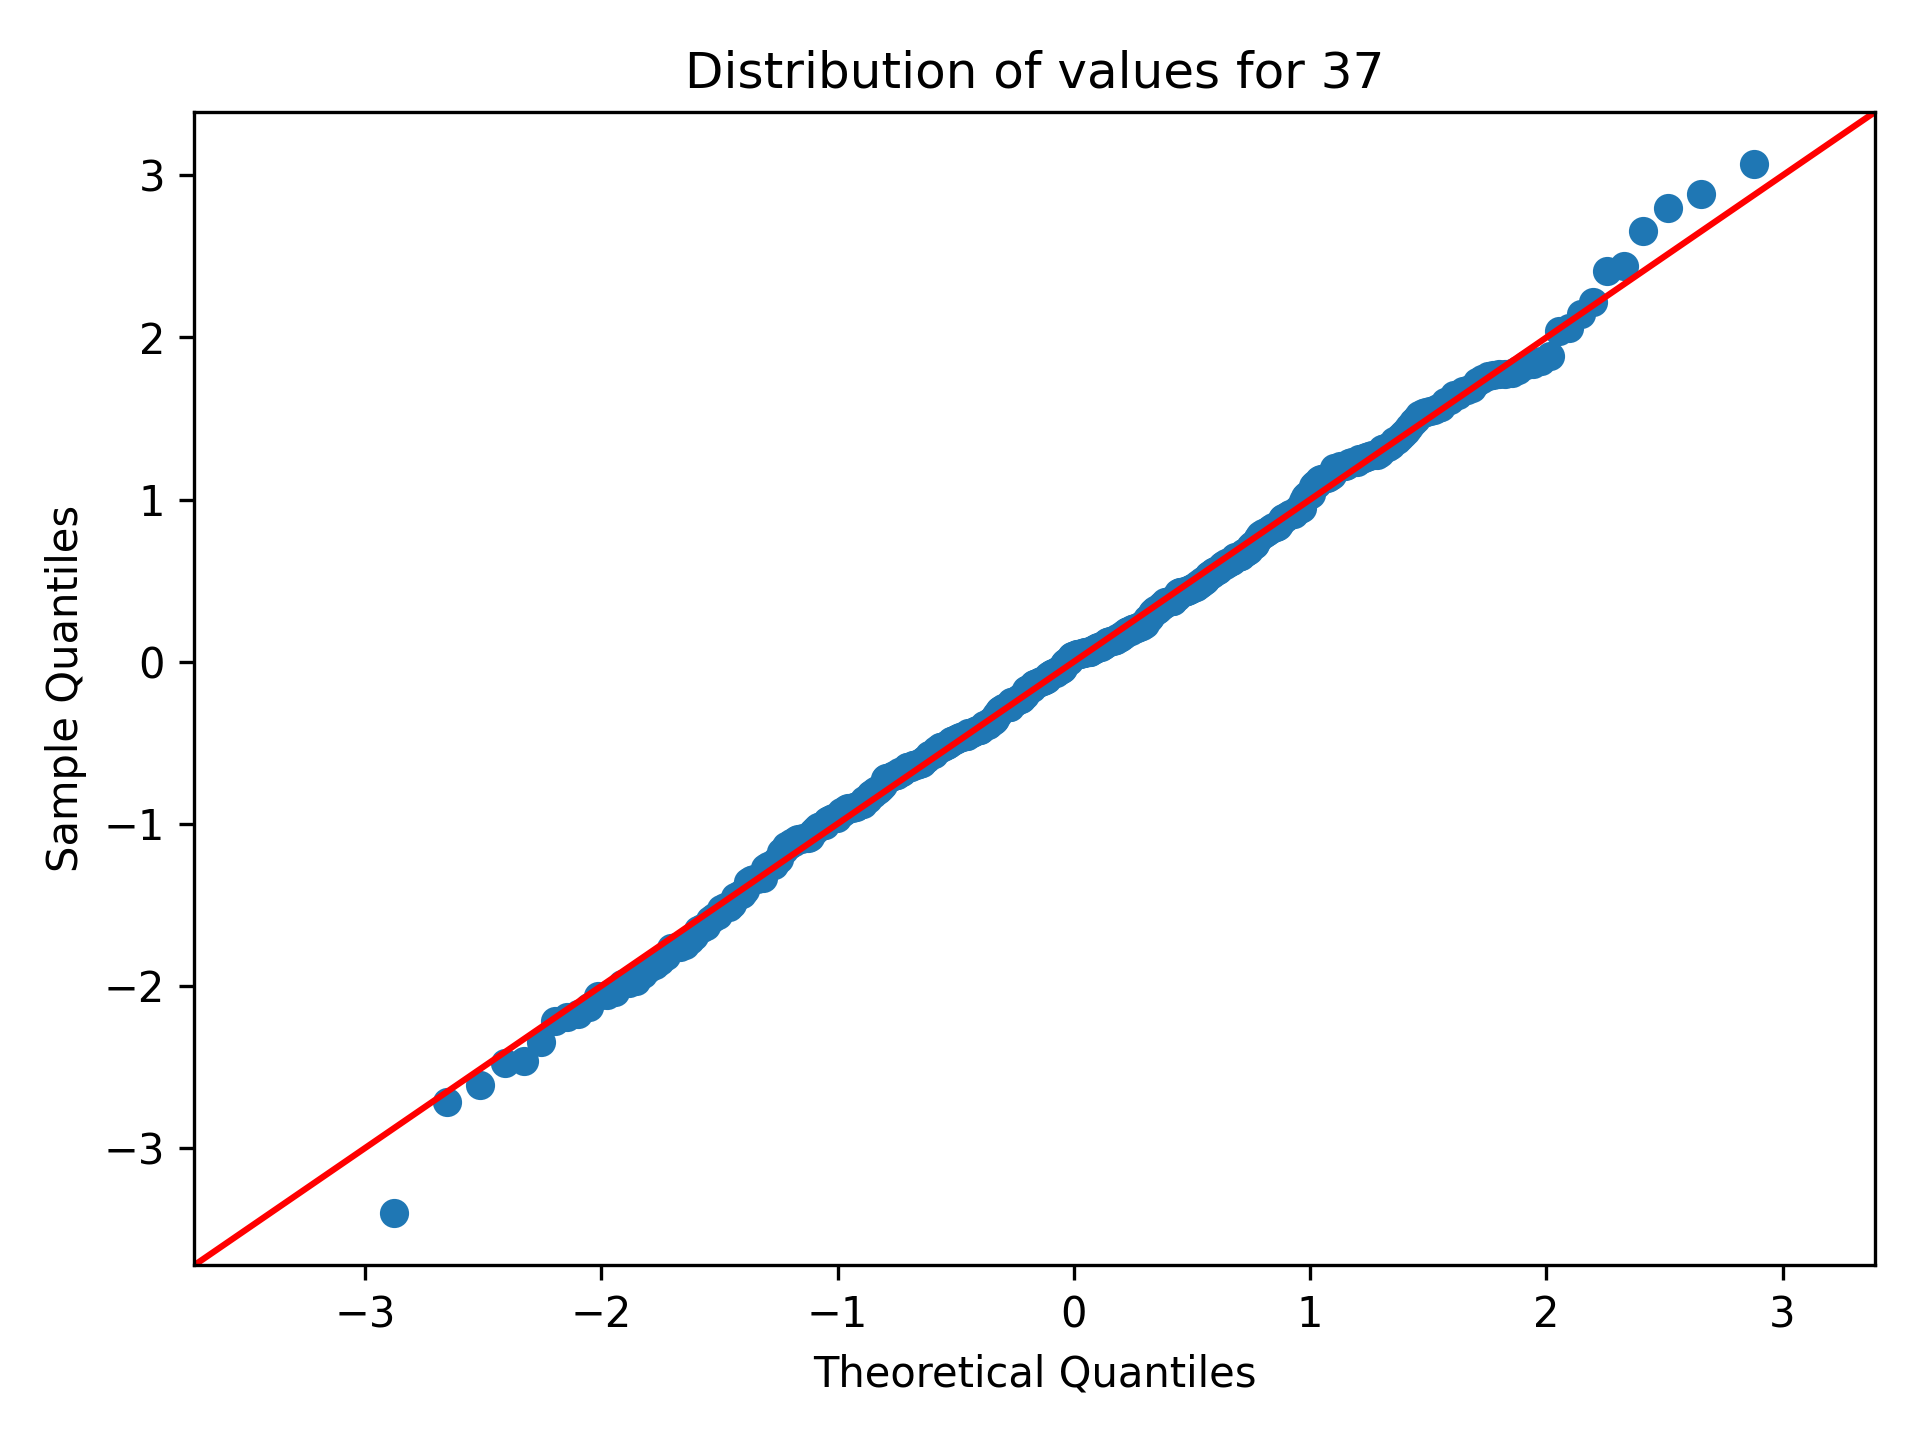 Distribution of values for 37
3
2
1
0
−1
−2
−3
Sample Quantiles
−3 −2 −1 0 1 2 3
Theoretical Quantiles